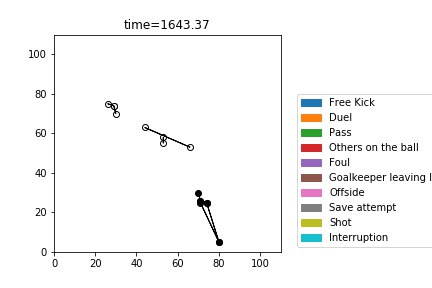 time=1643.37
100
80
60
40
20
0
0 20 40 60 80 100
Free Kick
Duel
Pass
Others on the ball
Foul
Goalkeeper leaving l
Offside
Save attempt
Shot
Interruption